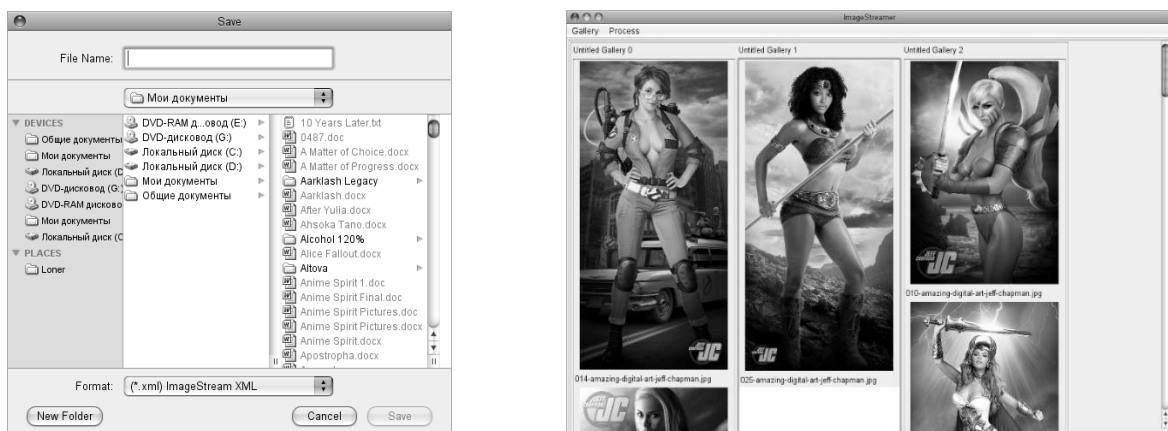 Save
File Name:
Мои документы
DEVICES
Общие документы
Мои документы
Локальный диск (D
DVD-дисковод (G:
DVD-RAM дисково
Мои документы
Локальный диск (C
PLACES
Loner
DVD-RAM д...овод (E:)
DVD-дисковод (G:)
Локальный диск (C:)
Локальный диск (D:)
Мои документы
Общие документы
10 Years Later.txt
0487.doc
A Matter of Choice.docx
A Matter of Progress.docx
Aarklash Legacy
Aarklash.docx
After Yulia.docx
Ahsoka Tano.docx
Alcohol 120%
Alice Fallout.docx
Altova
Anime Spirit 1.doc
Anime Spirit Final.doc
Anime Spirit Pictures.doc
Anime Spirit Pictures.docx
Anime Spirit.docx
Apostropha.docx
Format: (*.xml) ImageStream XML
New Folder Cancel Save
ImageStreamer
Gallery Process
Untitled Gallery 0 Untitled Gallery 1 Untitled Gallery 2
JC
JC
JEFF CHAPMAN JC
010-amazing-digital-art-jeff-chapman.jpg
014-amazing-digital-art-jeff-chapman.jpg 025-amazing-digital-art-jeff-chapman.jpg
JC